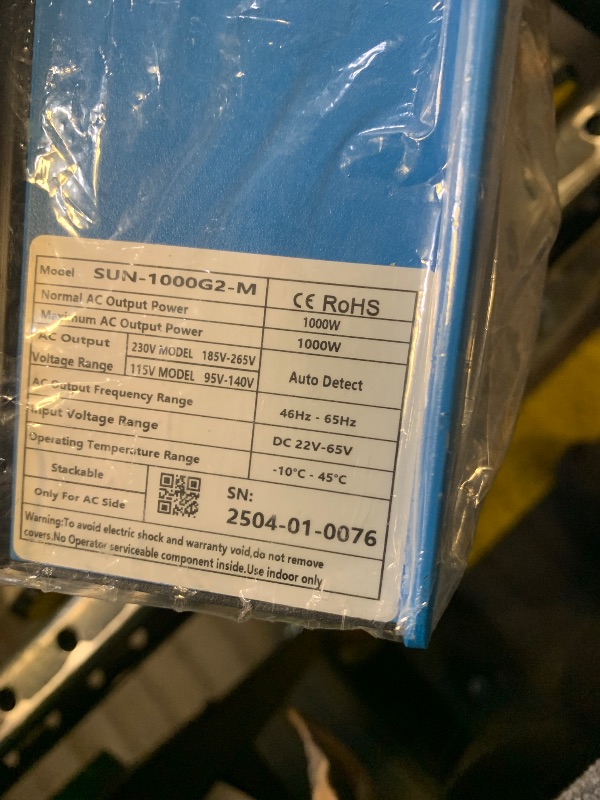 Model SUN-1000G2-M CE RoHS
Normal AC Output Power 1000W
Maximum AC Output Power 1000W
AC Output Voltage Range 230V MODEL 185V-265V
115V MODEL 95V-140V Auto Detect
AC Output Frequency Range 46Hz - 65Hz
Input Voltage Range DC 22V-65V
Operating Temperature Range -10°C - 45°C
Stackable
Only For AC Side
SN:
2504-01-0076
Warning:To avoid electric shock and warranty void,do not remove
covers.No Operator serviceable component inside.Use indoor only